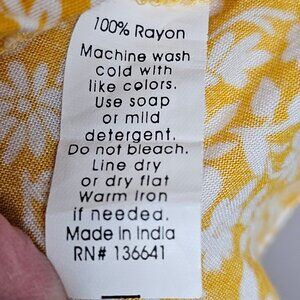 100% Rayon
Machine wash
cold with
like colors.
Use soap
or mild
detergent.
Do not bleach.
Line dry
or dry flat
Warm Iron
if needed.
Made in India
RN# 136641